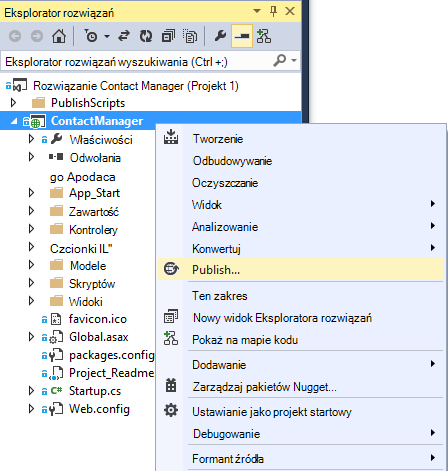 Eksplorator rozwiązań
Eksplorator rozwiązań wyszukiwania (Ctrl +;)
Rozwiązanie Contact Manager (Projekt 1)
PublishScripts
ContactManager
Właściwości
Odwołania
go Apodaca
App_Start
Zawartość
Kontrolery
Czcionki IL"
Modele
Skryptów
Widoki
favicon.ico
Global.asax
packages.config
Project_Readme
Startup.cs
Web.config
Tworzenie
Odbudowywanie
Oczyszczanie
Widok
Analizowanie
Konwertuj
Publish...
Ten zakres
Nowy widok Eksploratora rozwiązaniami
Pokaż na mapie kodu
Dodawanie
Zarządzaj pakietów Nugget...
Ustawianie jako projekt startowy
Debugowanie
Formant źródła